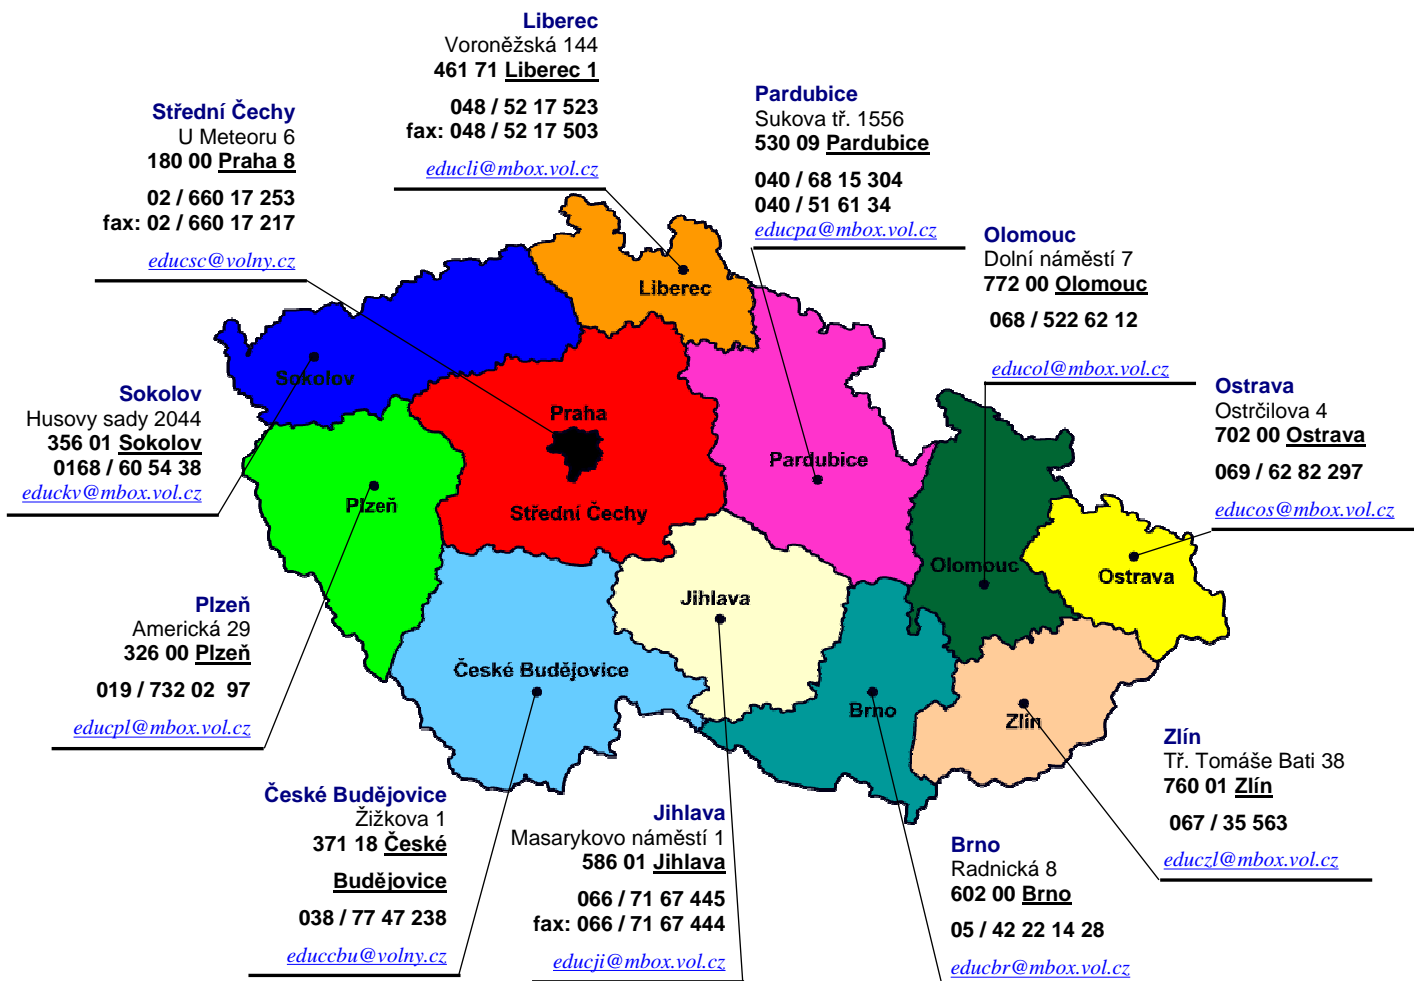 Liberec
Voroněžská 144
461 71 Liberec 1
048 / 52 17 523
fax: 048 / 52 17 503
educli@mbox.vol.cz
Střední Čechy
U Meteoru 6
180 00 Praha 8
02 / 660 17 253
fax: 02 / 660 17 217
educsc@volny.cz
Pardubice
Sukova tř. 1556
530 09 Pardubice
040 / 68 15 304
040 / 51 61 34
educpa@mbox.vol.cz
Olomouc
Dolní náměstí 7
772 00 Olomouc
068 / 522 62 12
educol@mbox.vol.cz
Ostrava
Ostrčilova 4
702 00 Ostrava
069 / 62 82 297
educos@mbox.vol.cz
Sokolov
Husovy sady 2044
356 01 Sokolov
0168 / 60 54 38
educkv@mbox.vol.cz
Liberec
Sokolov
Praha
Pardubice
Plzeň
Střední Čechy
Olomouc
Ostrava
Jihlava
České Budějovice
Brno
Zlín
Plzeň
Americká 29
326 00 Plzeň
019 / 732 02 97
educpl@mbox.vol.cz
České Budějovice
Žižkova 1
371 18 České
Budějovice
038 / 77 47 238
educcbu@volny.cz
Jihlava
Masarykovo náměstí 1
586 01 Jihlava
066 / 71 67 445
fax: 066 / 71 67 444
educji@mbox.vol.cz
Brno
Radnická 8
602 00 Brno
05 / 42 22 14 28
educbr@mbox.vol.cz
Zlín
Tř. Tomáše Bati 38
760 01 Zlín
067 / 35 563
educzl@mbox.vol.cz